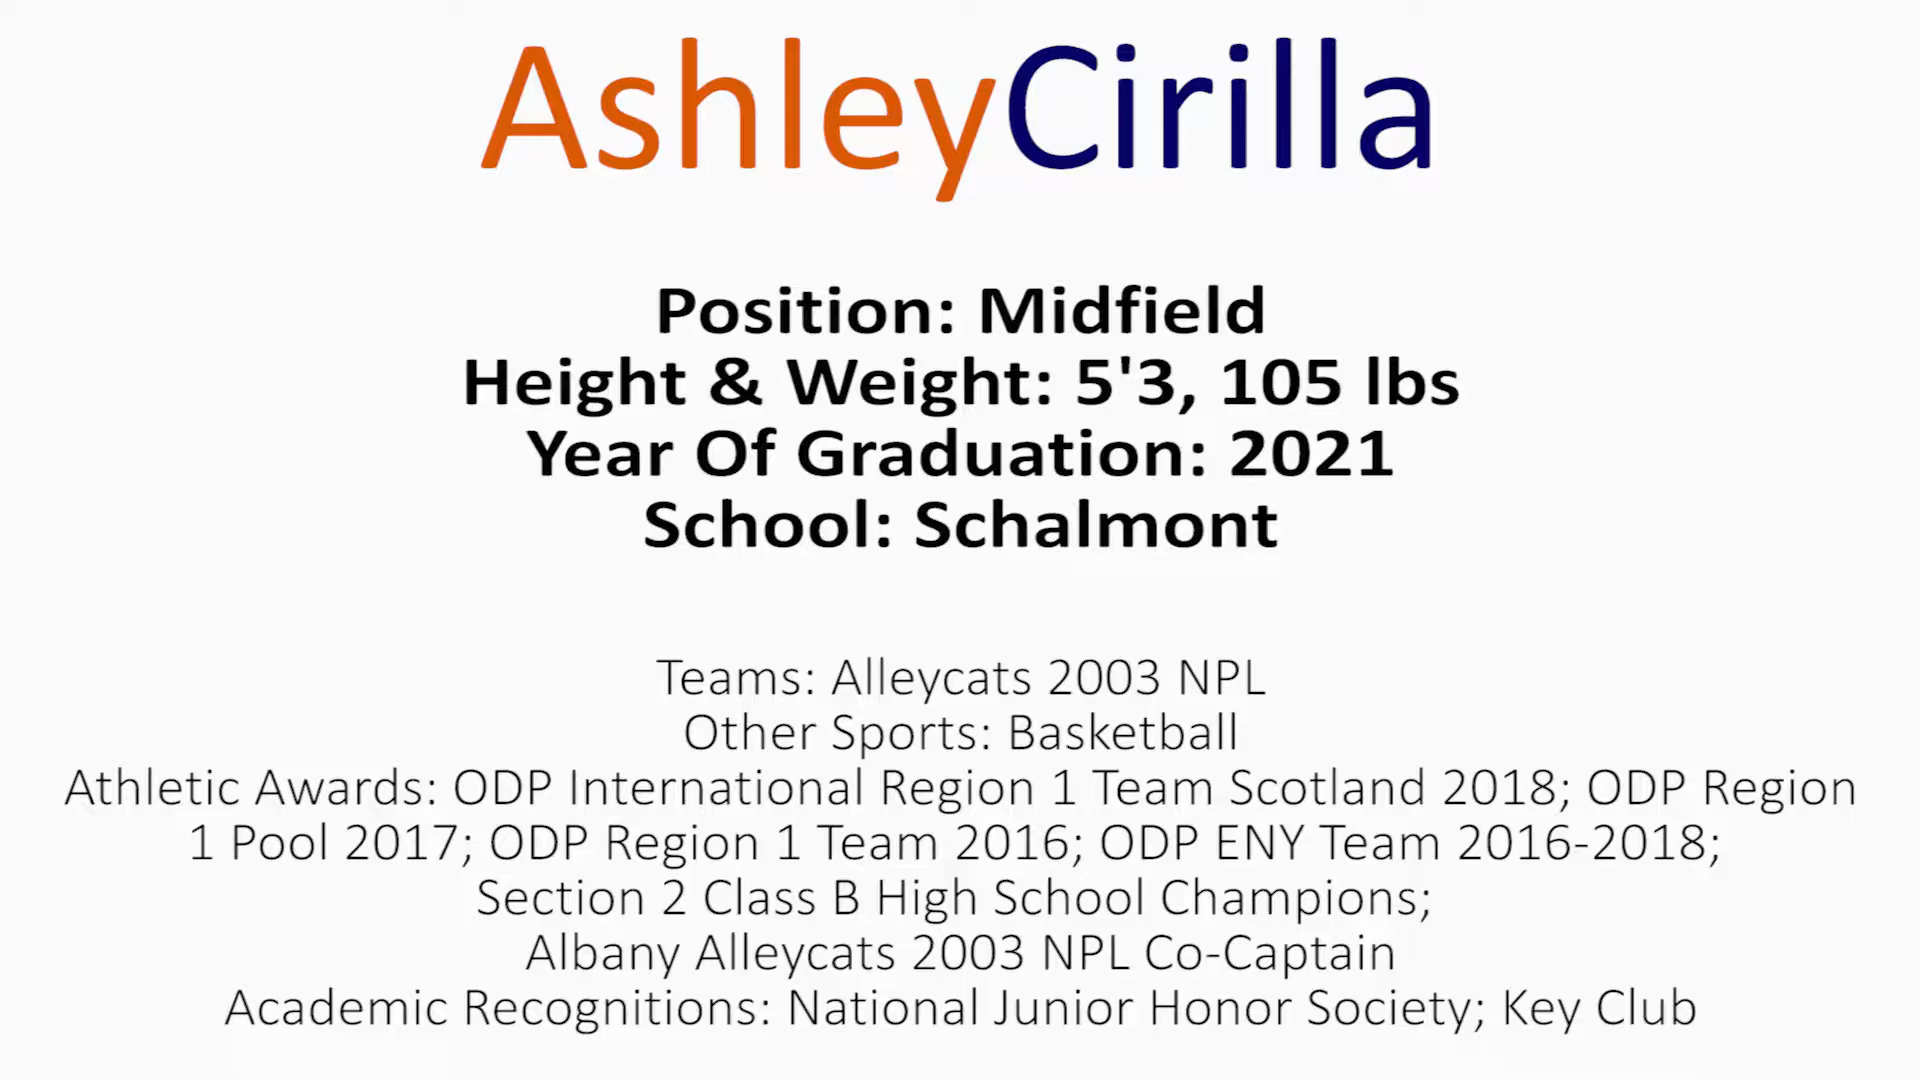 AshleyCirilla
Position: Midfield
Height & Weight: 5'3, 105 lbs
Year Of Graduation: 2021
School: Schalmont
Teams: Alleycats 2003 NPL
Other Sports: Basketball
Athletic Awards: ODP International Region 1 Team Scotland 2018; ODP Region
1 Pool 2017; ODP Region 1 Team 2016; ODP ENY Team 2016-2018;
Section 2 Class B High School Champions;
Albany Alleycats 2003 NPL Co-Captain
Academic Recognitions: National Junior Honor Society; Key Club